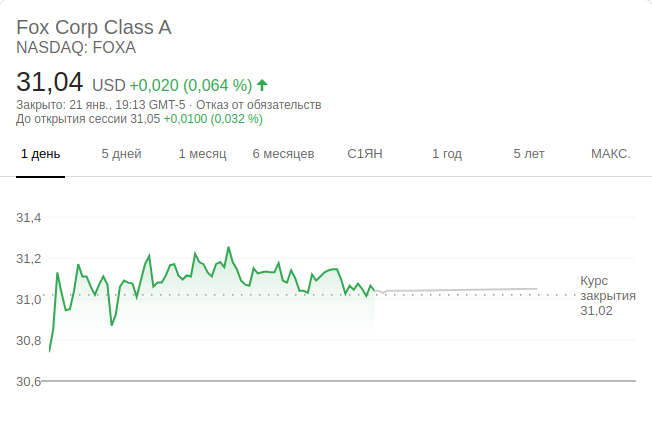 Fox Corp Class A
NASDAQ: FOXA
31,04 USD +0,020 (0,064 %)
Закрыто: 21 янв., 19:13 GMT-5 · Отказ от обязательств
До открытия сессии 31,05 +0,0100 (0,032 %)
1 день 5 дней 1 месяц 6 месяцев С1ЯН 1 год 5 лет МАКС.
31,4
31,2
31,0
30,8
30,6
Курс
закрытия
31,02